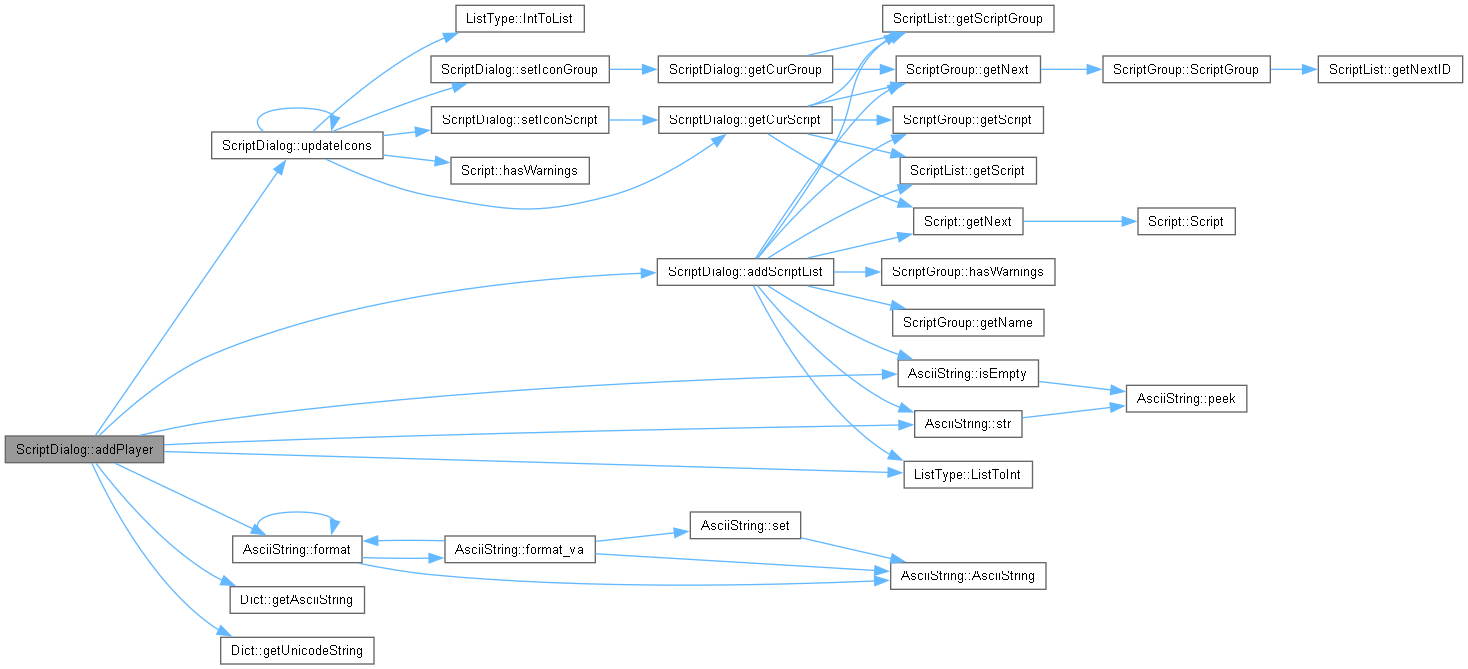 ListType::IntToList
ScriptList::getScriptGroup
ScriptDialog::setIconGroup
ScriptDialog::getCurGroup
ScriptGroup::getNext
ScriptGroup::ScriptGroup
ScriptList::getNextID
ScriptDialog::setIconScript
ScriptDialog::getCurScript
ScriptGroup::getScript
ScriptDialog::updateIcons
Script::hasWarnings
ScriptList::getScript
Script::getNext
Script::Script
ScriptDialog::addScriptList
ScriptGroup::hasWarnings
ScriptGroup::getName
AsciiString::isEmpty
AsciiString::peek
AsciiString::str
ScriptDialog::addPlayer
ListType::ListToInt
AsciiString::set
AsciiString::format
AsciiString::format_va
AsciiString::AsciiString
Dict::getAsciiString
Dict::getUnicodeString